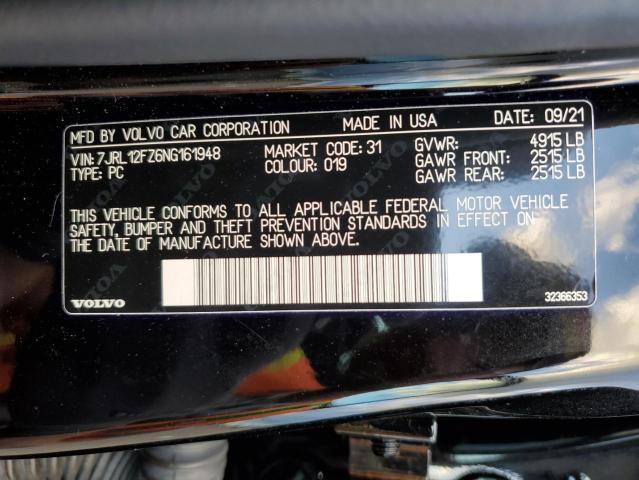 MFD BY VOLVO CAR CORPORATION MADE IN USA DATE: 09/21
VIN: 7JRL12FZ6NG161948 MARKET CODE: 31 GVWR: 4915 LB
TYPE: PC COLOUR: 019 GAWR FRONT: 2515 LB
GAWR REAR: 2515 LB
THIS VEHICLE CONFORMS TO ALL APPLICABLE FEDERAL MOTOR VEHICLE
SAFETY, BUMPER AND THEFT PREVENTION STANDARDS IN EFFECT ON
THE DATE OF MANUFACTURE SHOWN ABOVE.
VOLVO 32366353